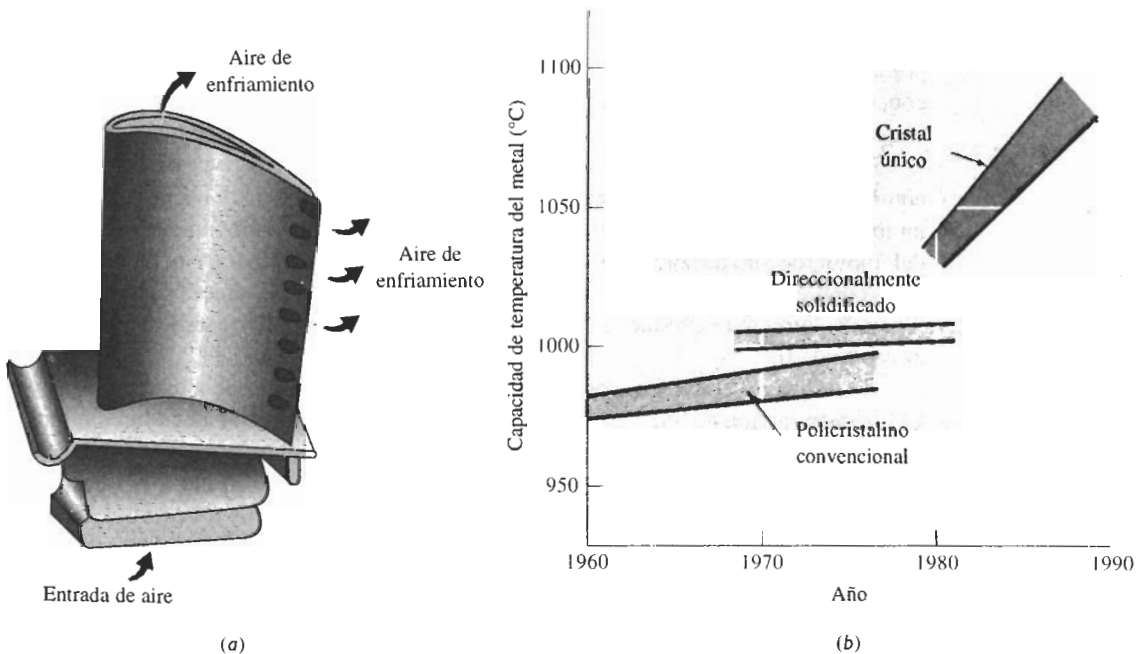 Aire de
enfriamiento
Aire de
enfriamiento
Entrada de aire
(a)
Capacidad de temperatura del metal (°C)
1100
1050
1000
950
Cristal
único
Direccionalmente
solidificado
Policristalino
convencional
1960
1970
1980
1990
Año
(b)